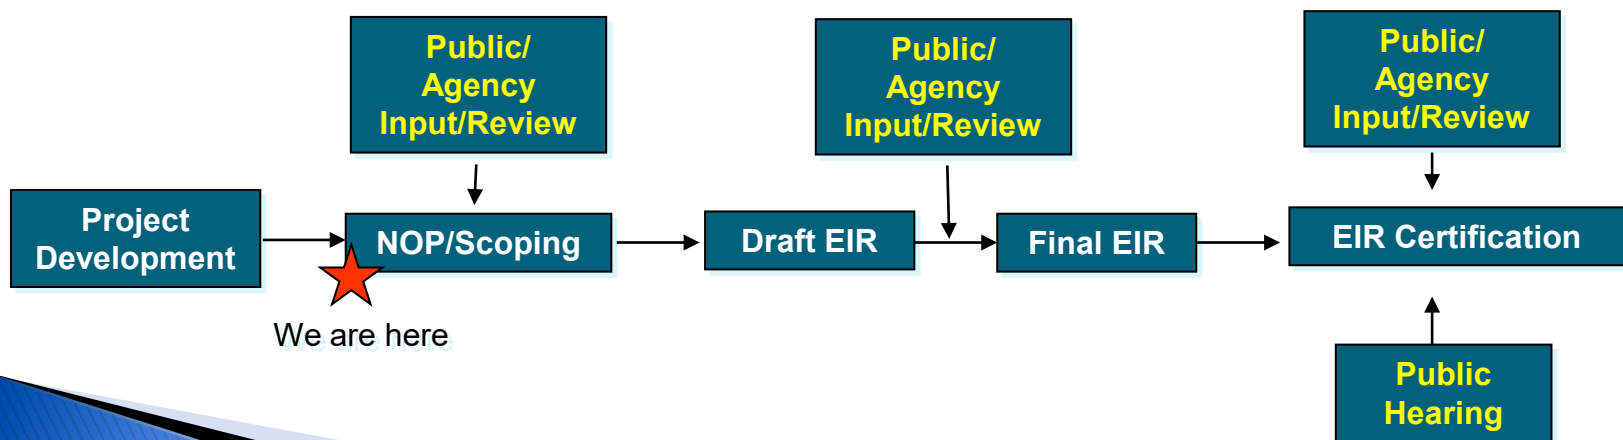 Public/
Agency
Input/Review
Public/
Agency
Input/Review
Public/
Agency
Input/Review
Project
Development
NOP/Scoping
Draft EIR
Final EIR
EIR Certification
We are here
Public
Hearing